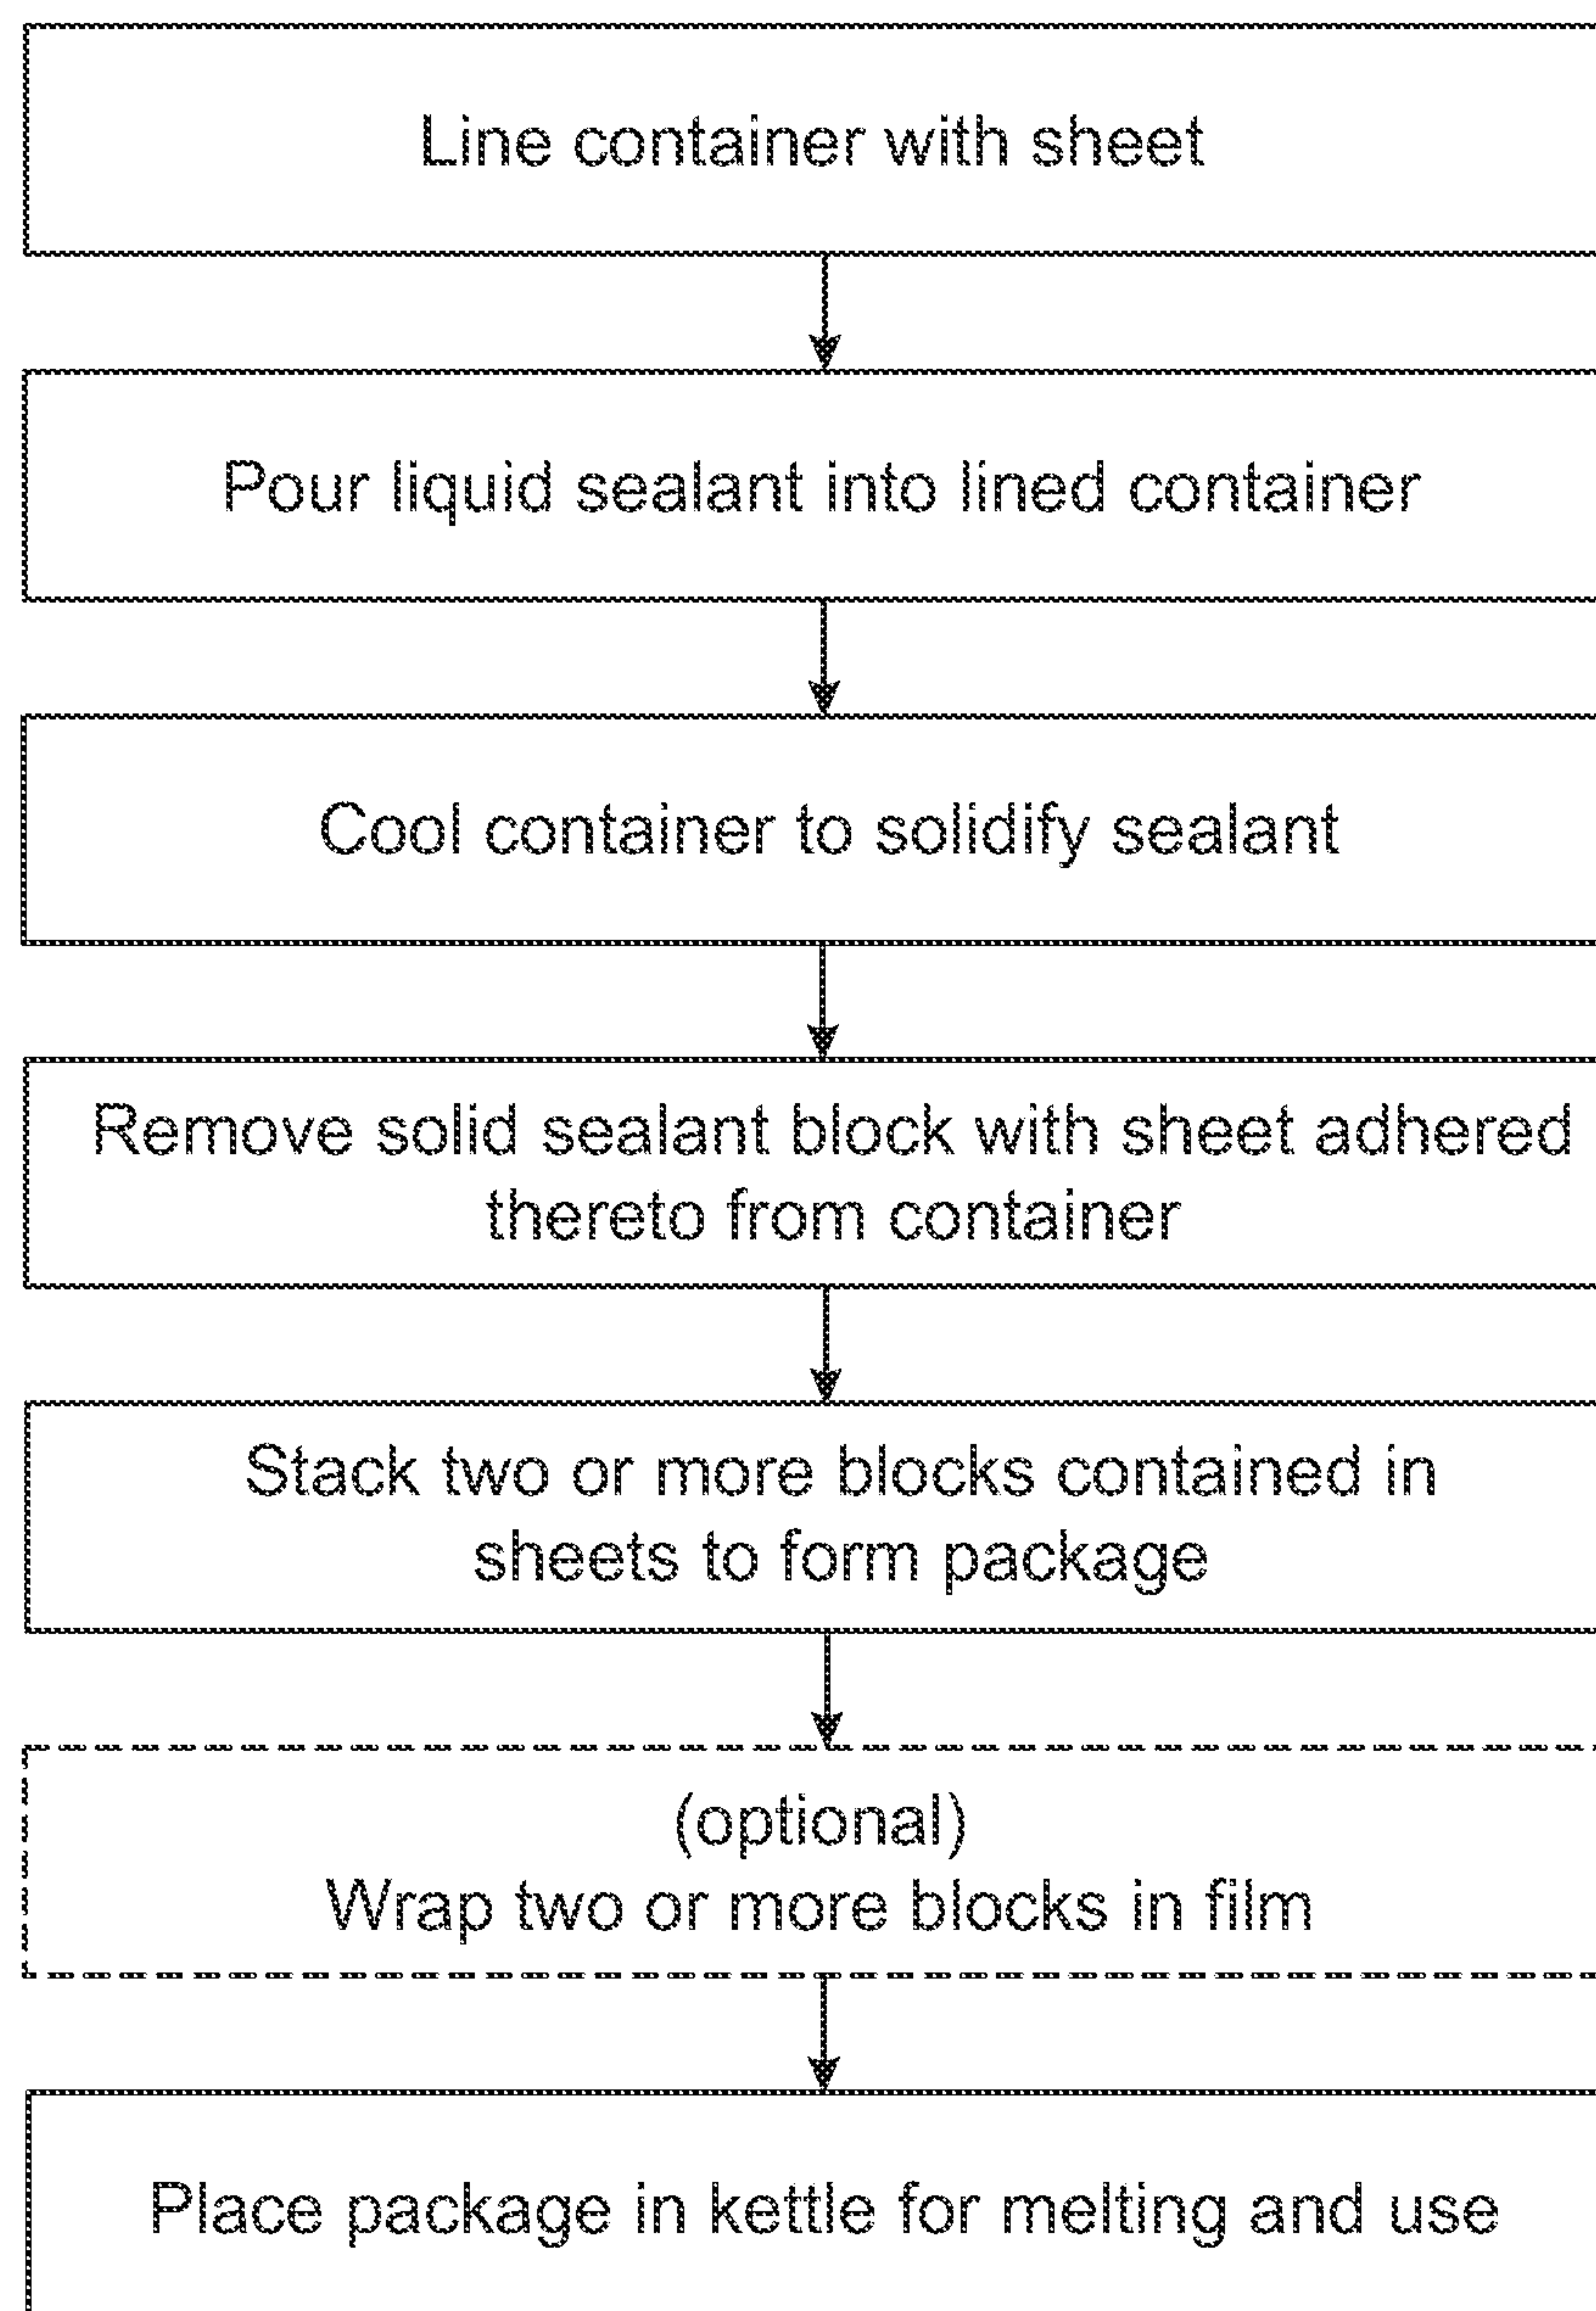 Line container with sheet
Pour liquid sealant into lined container
Cool container to solidify sealant
Remove solid sealant block with sheet adhered
thereto from container
Stack two or more blocks contained in
sheets to form package
(optional)
Wrap two or more blocks in film
Place package in kettle for melting and use